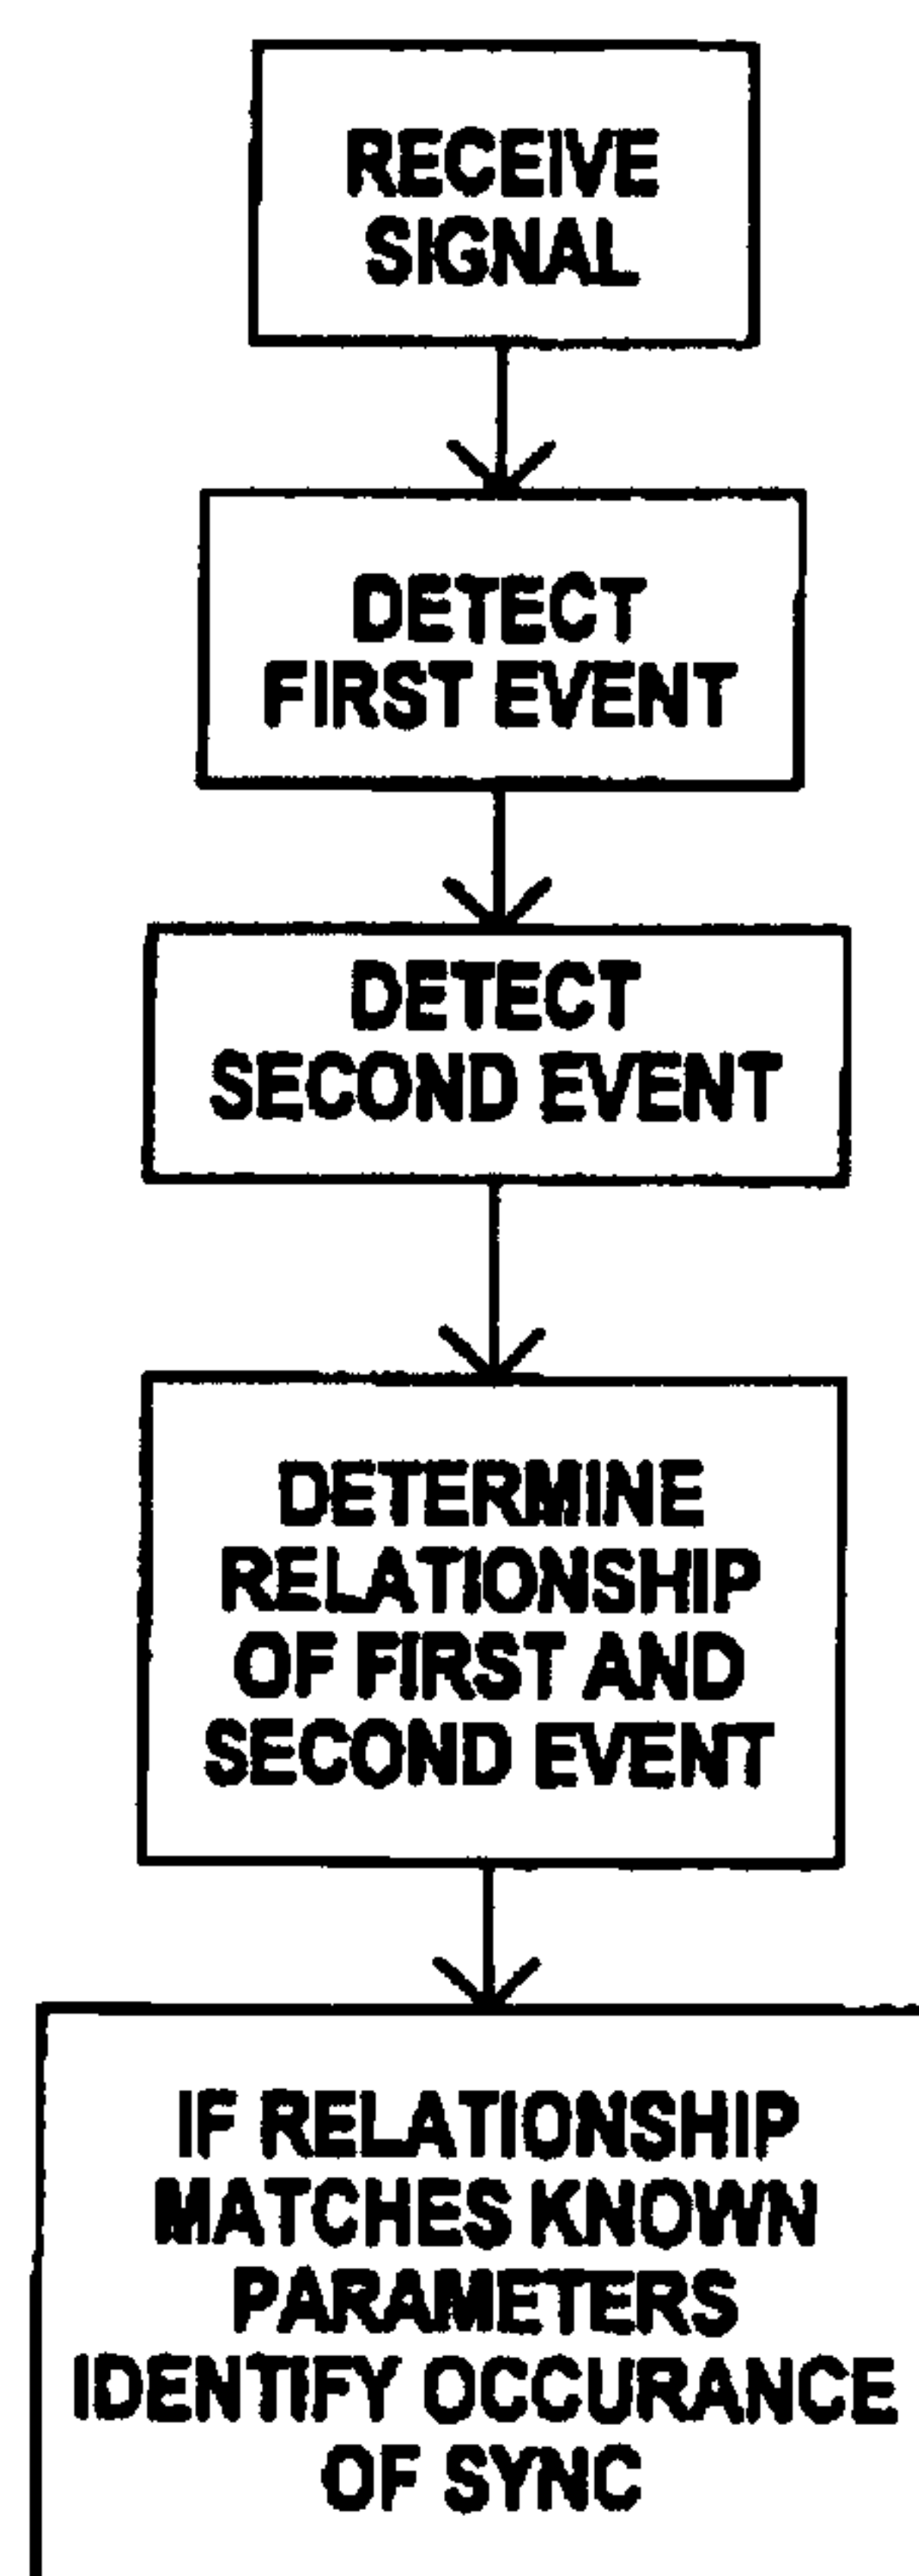 RECEIVE
SIGNAL
DETECT
FIRST EVENT
DETECT
SECOND EVENT
DETERMINE
RELATIONSHIP
OF FIRST AND
SECOND EVENT
IF RELATIONSHIP
MATCHES KNOWN
PARAMETERS
IDENTIFY OCCURANCE
OF SYNC